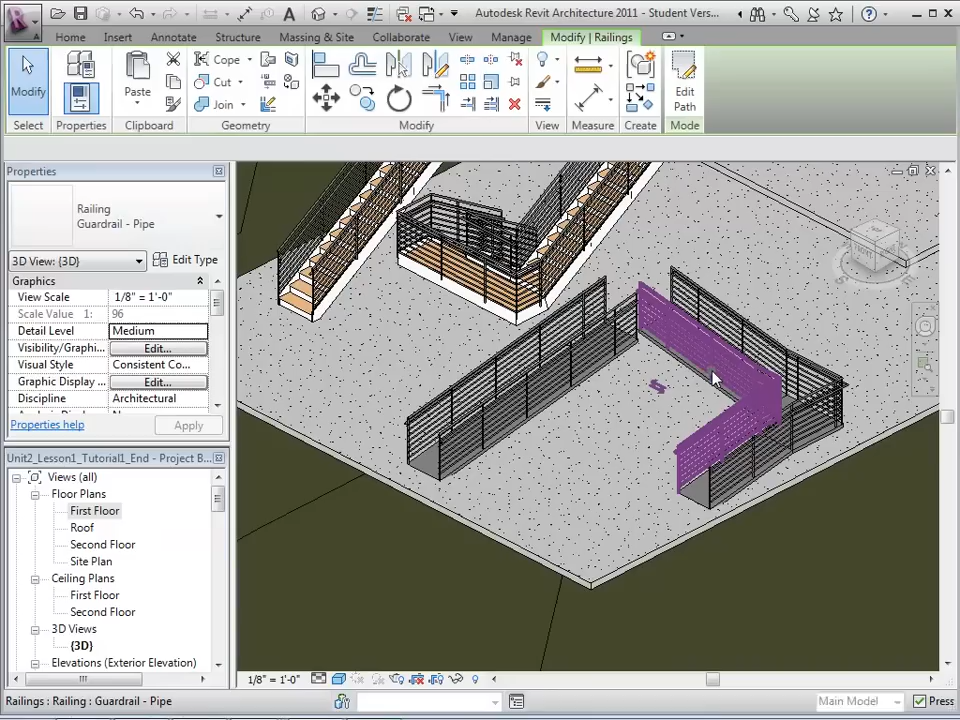 Autodesk Revit Architecture 2011 - Student Vers...
Home Insert Annotate Structure Massing & Site Collaborate View Manage Modify | Railings
Modify
Paste
Cope
Cut
Join
Edit Path
Select Properties Clipboard Geometry Modify View Measure Create Mode
Properties
Railing
Guardrail - Pipe
3D View: {3D}
Edit Type
Graphics
View Scale 1/8" = 1'-0"
Scale Value 1: 96
Detail Level Medium
Visibility/Graphi... Edit...
Visual Style Consistent Co...
Graphic Display ... Edit...
Discipline Architectural
Properties help
Apply
Unit2_Lesson1_Tutorial1_End - Project B...
Views (all)
Floor Plans
First Floor
Roof
Second Floor
Site Plan
Ceiling Plans
First Floor
Second Floor
3D Views
{3D}
Elevations (Exterior Elevation)
1/8" = 1'-0"
Railings : Railing : Guardrail - Pipe
Main Model
Press